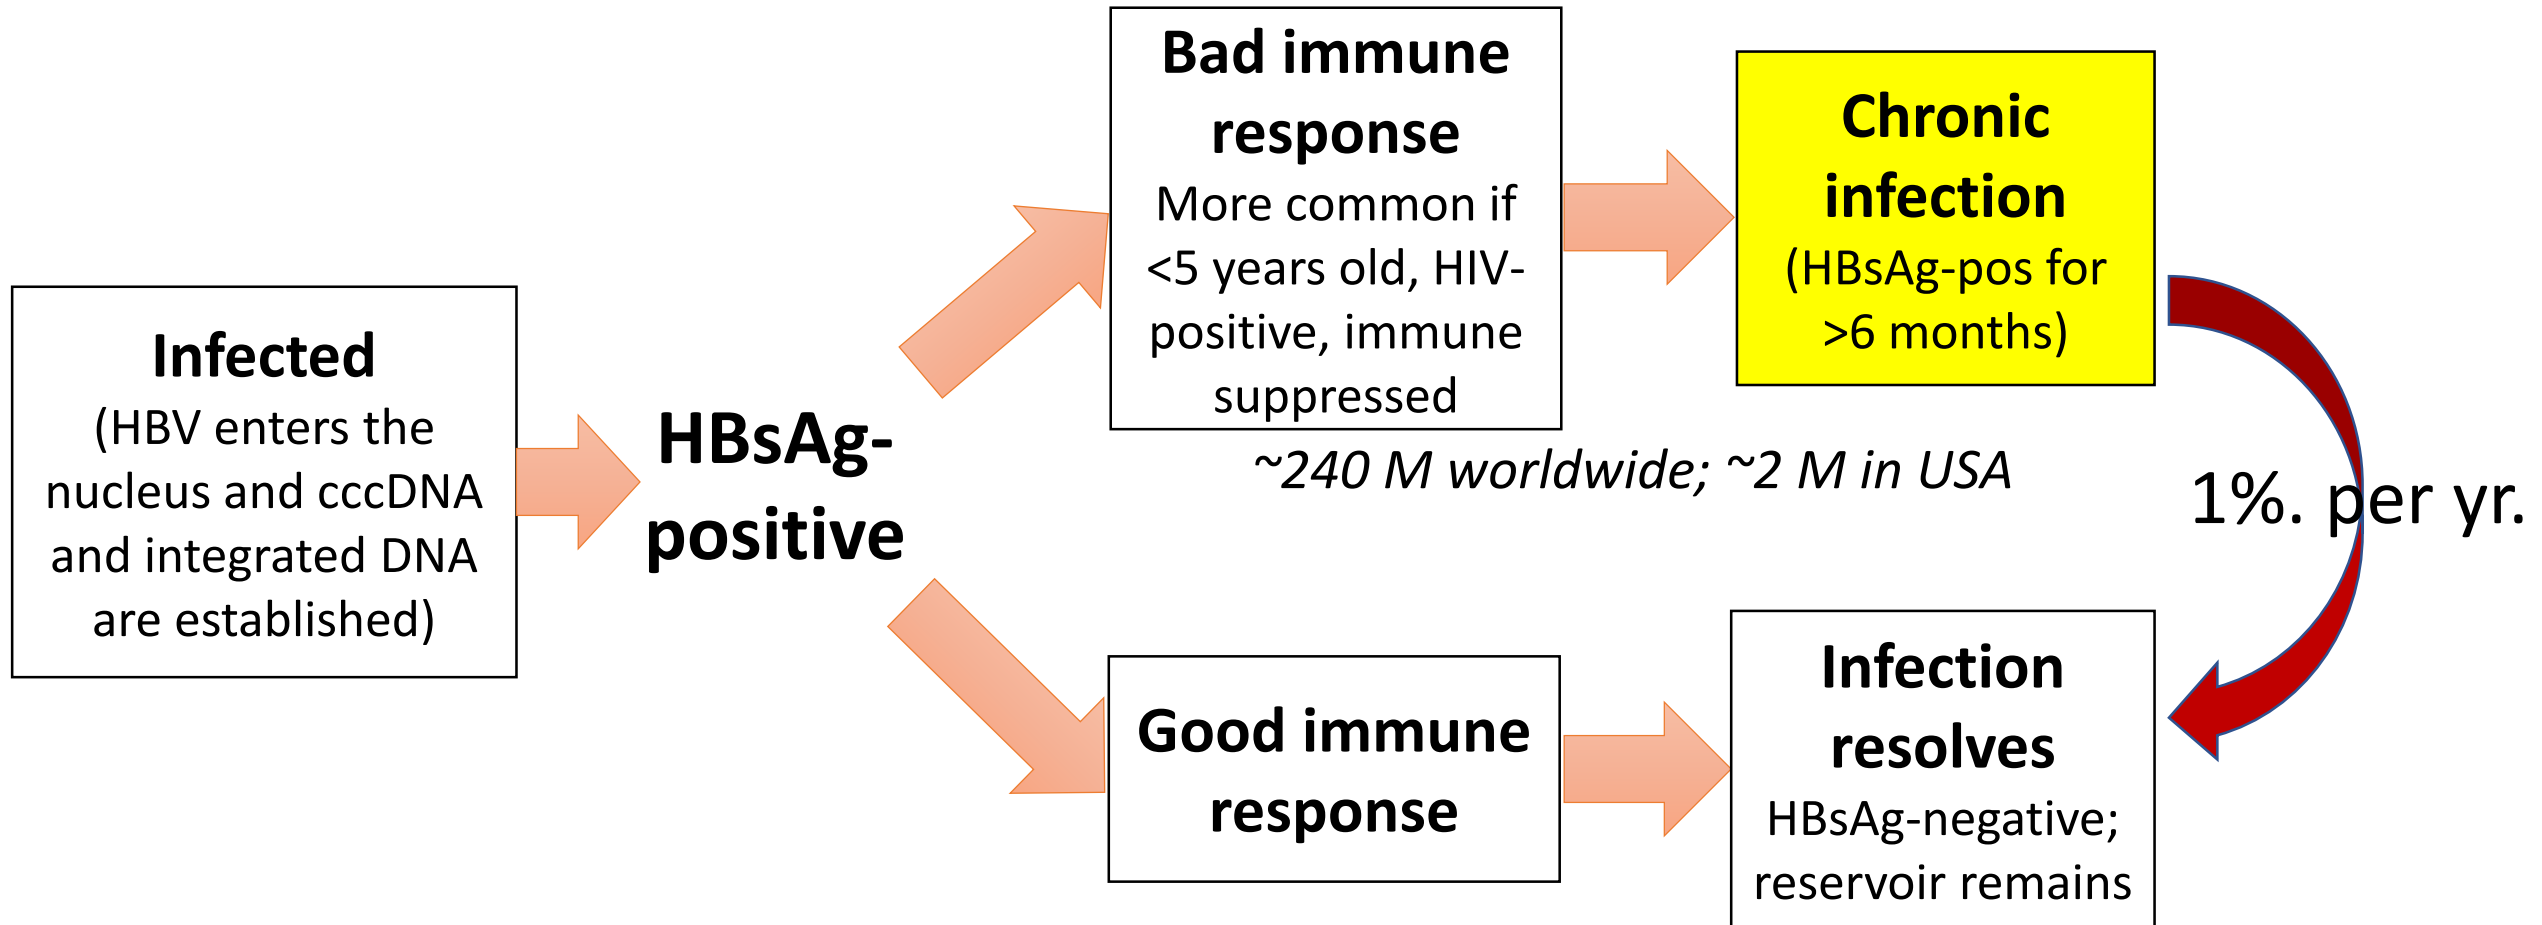 Infected
(HBV enters the
nucleus and cccDNA
and integrated DNA
are established)
HBsAg-
positive
Bad immune
response
More common if
<5 years old, HIV-
positive, immune
suppressed
Chronic
infection
(HBsAg-pos for
>6 months)
~240 M worldwide; ~2 M in USA
1%. per yr.
Good immune
response
Infection
resolves
HBsAg-negative;
reservoir remains